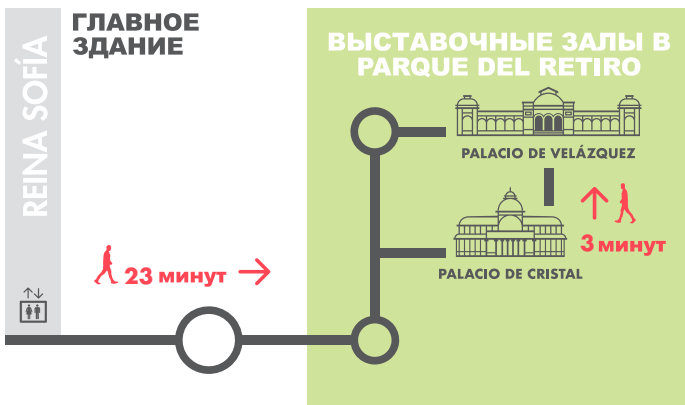 ГЛАВНОЕ
ЗДАНИЕ
REINA SOFÍA
ВЫСТАВОЧНЫЕ ЗАЛЫ В
PARQUE DEL RETIRO
PALACIO DE VELÁZQUEZ
3 минут
PALACIO DE CRISTAL
23 минут